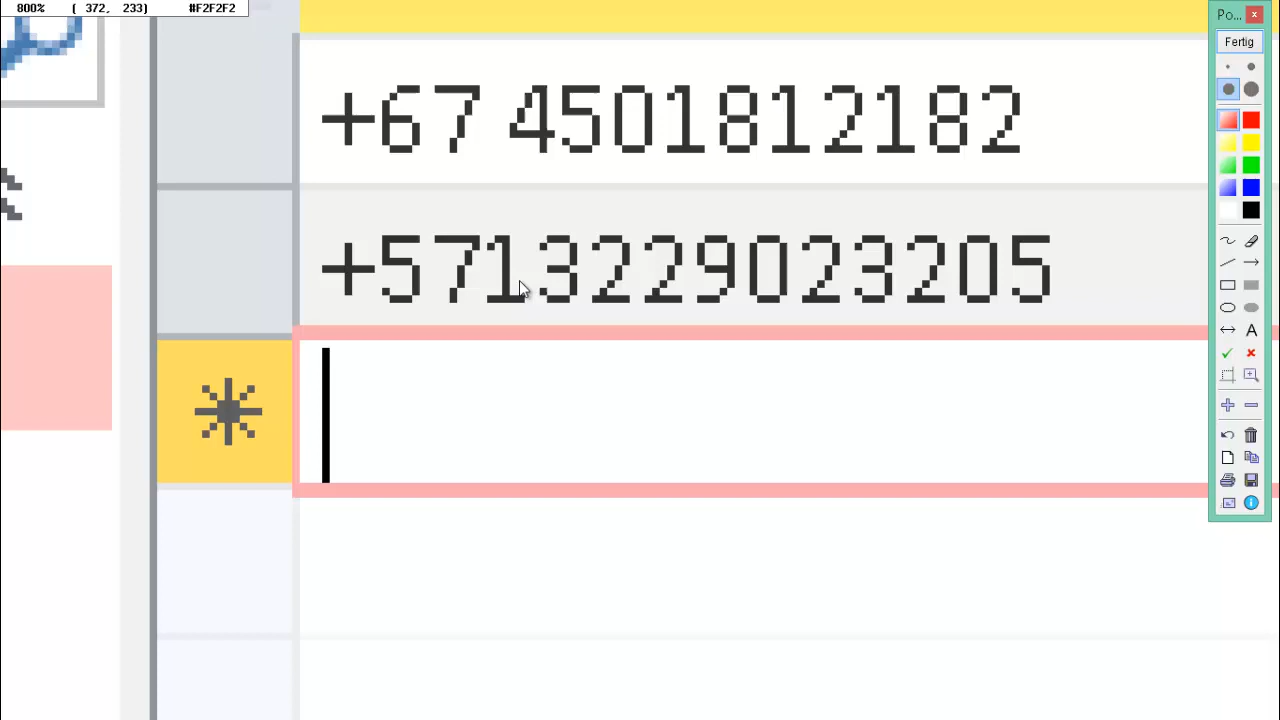 800% ( 372, 233) #F2F2F2
Po...
Fertig
+67 4501812182
+5713229023205
A